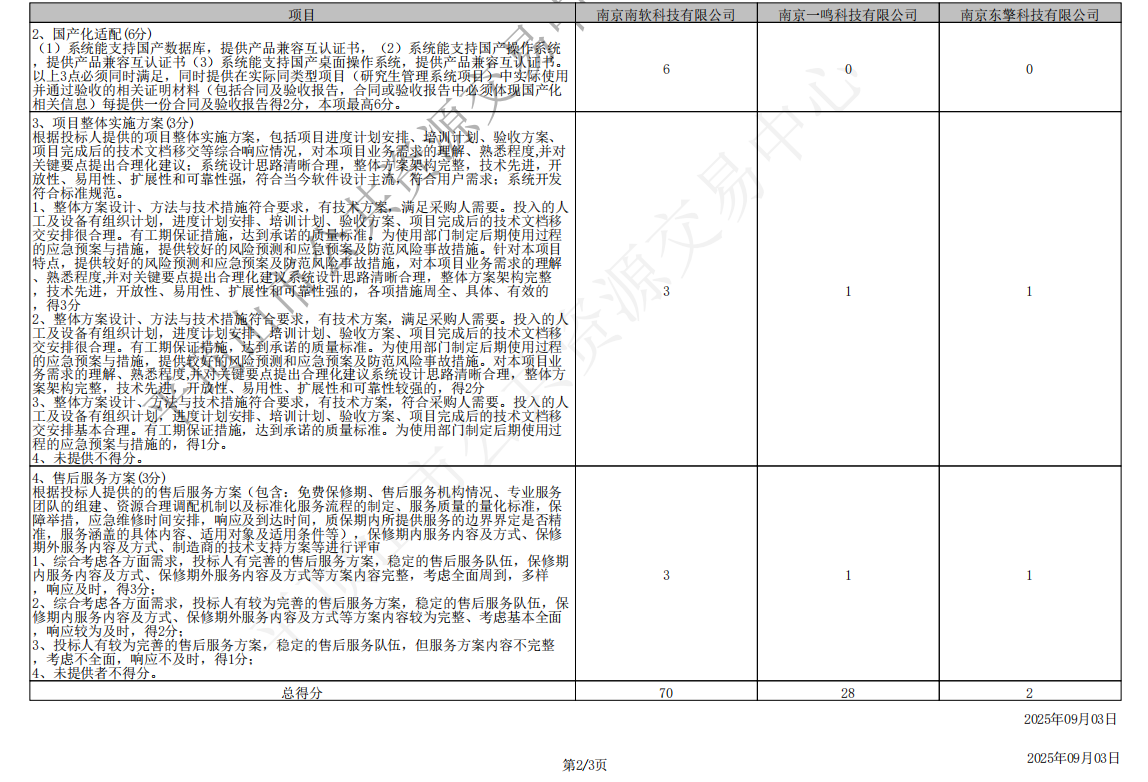 项目 南京南软科技有限公司 南京一鸣科技有限公司 南京东擎科技有限公司
2、国产化适配(6分)
（1）系统能支持国产数据库，提供产品兼容互认证书，（2）系统能支持国产操作系统
，提供产品兼容互认证书（3）系统能支持国产桌面操作系统，提供产品兼容互认证书。
以上3点必须同时满足，同时提供在实际同类型项目（研究生管理系统项目）中实际使用
并通过验收的相关证明材料（包括合同及验收报告，合同或验收报告中必须体现国产化
相关信息）每提供一份合同及验收报告得2分，本项最高6分。
6 0 0
3、项目整体实施方案(3分)
根据投标人提供的项目整体实施方案，包括项目进度计划安排、培训计划、验收方案、
项目完成后的技术文档移交等综合响应情况，对本项目业务需求的理解、熟悉程度,并对
关键要点提出合理化建议；系统设计思路清晰合理，整体方案架构完整，技术先进，开
放性、易用性、扩展性和可靠性强，符合当今软件设计主流，符合用户需求；系统开发
符合标准规范。
1、整体方案设计、方法与技术措施符合要求，有技术方案，满足采购人需要。投入的人
工及设备有组织计划，进度计划安排、培训计划、验收方案、项目完成后的技术文档移
交安排很合理。有工期保证措施，达到承诺的质量标准。为使用部门制定后期使用过程
的应急预案与措施，提供较好的风险预测和应急预案及防范风险事故措施。针对本项目
特点，提供较好的风险预测和应急预案及防范风险事故措施，对本项目业务需求的理解
、熟悉程度,并对关键要点提出合理化建议系统设计思路清晰合理，整体方案架构完整
，技术先进，开放性、易用性、扩展性和可靠性强的，各项措施周全、具体、有效的
，得3分
2、整体方案设计、方法与技术措施符合要求，有技术方案，满足采购人需要。投入的人
工及设备有组织计划，进度计划安排、培训计划、验收方案、项目完成后的技术文档移
交安排很合理。有工期保证措施，达到承诺的质量标准。为使用部门制定后期使用过程
的应急预案与措施，提供较好的风险预测和应急预案及防范风险事故措施。对本项目业
务需求的理解、熟悉程度,并对关键要点提出合理化建议系统设计思路清晰合理，整体方
案架构完整，技术先进，开放性、易用性、扩展性和可靠性较强的，得2分
3、整体方案设计、方法与技术措施符合要求，有技术方案，符合采购人需要。投入的人
工及设备有组织计划，进度计划安排、培训计划、验收方案、项目完成后的技术文档移
交安排基本合理。有工期保证措施，达到承诺的质量标准。为使用部门制定后期使用过
程的应急预案与措施的，得1分。
4、未提供不得分。
3 1 1
4、售后服务方案(3分)
根据投标人提供的的售后服务方案（包含：免费保修期、售后服务机构情况、专业服务
团队的组建、资源合理调配机制以及标准化服务流程的制定、服务质量的量化标准，保
障举措，应急维修时间安排，响应及到达时间，质保期内所提供服务的边界界定是否精
准，服务涵盖的具体内容、适用对象及适用条件等），保修期内服务内容及方式、保修
期外服务内容及方式、制造商的技术支持方案等进行评审
1、综合考虑各方面需求，投标人有完善的售后服务方案，稳定的售后服务队伍，保修期
内服务内容及方式、保修期外服务内容及方式等方案内容完整，考虑全面周到，多样
，响应及时，得3分；
2、综合考虑各方面需求，投标人有较为完善的售后服务方案，稳定的售后服务队伍，保
修期内服务内容及方式、保修期外服务内容及方式等方案内容较为完整、考虑基本全面
，响应较为及时，得2分；
3、投标人有较为完善的售后服务方案，稳定的售后服务队伍，但服务方案内容不完整
，考虑不全面，响应不及时，得1分；
4、未提供者不得分。
3 1 1
总得分 70 28 2
2025年09月03日
2025年09月03日
第2/3页